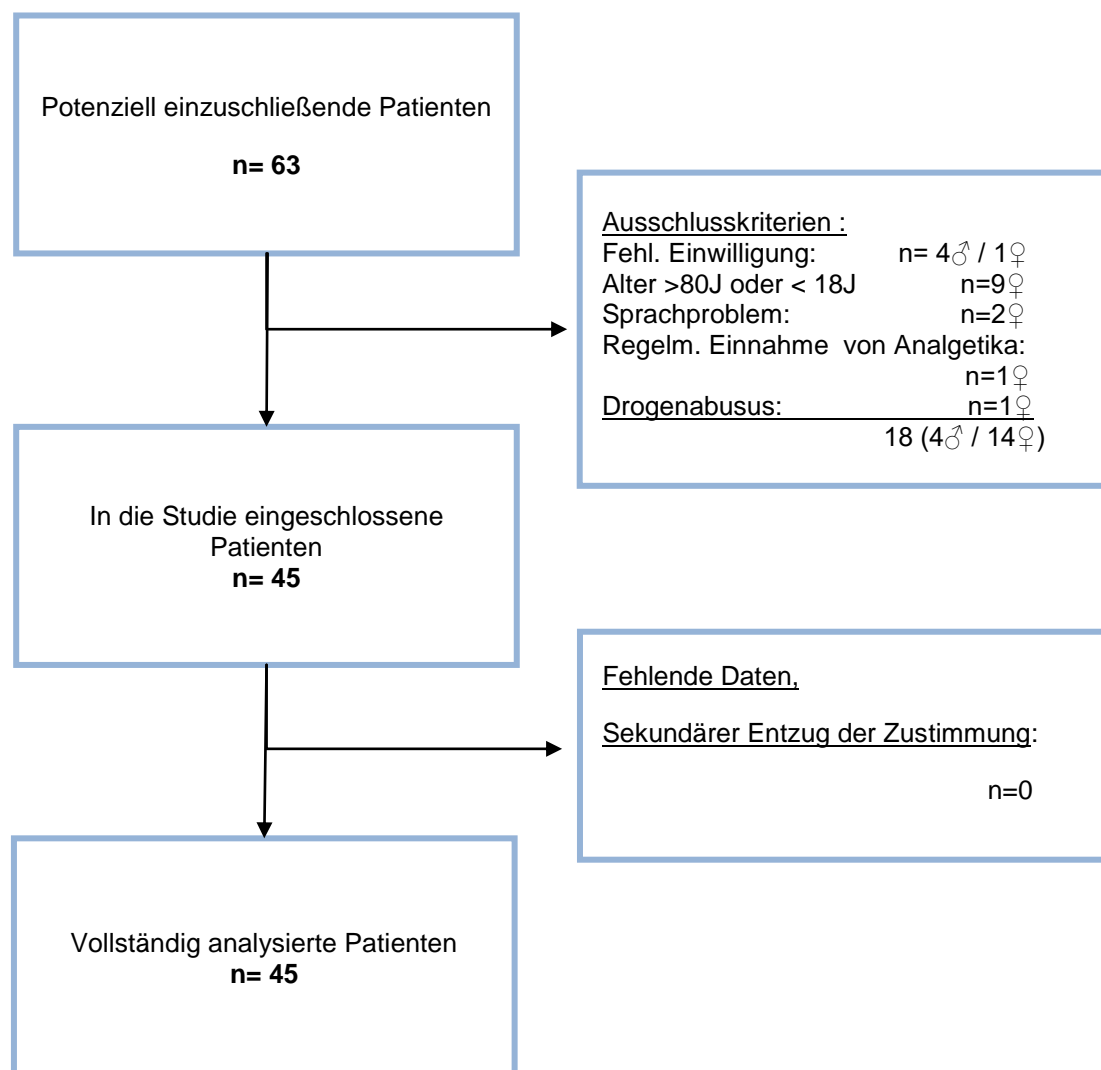 Potenziell einzuschließende Patienten
n= 63
Ausschlusskriterien :
Fehl. Einwilligung: n= 4♂ / 1♀
Alter >80J oder < 18J n=9♀
Sprachproblem: n=2♀
Regelm. Einnahme von Analgetika:
n=1♀
Drogenabusus: n=1♀
18 (4♂ / 14♀)
In die Studie eingeschlossene
Patienten
n= 45
Fehlende Daten,
Sekundärer Entzug der Zustimmung:
n=0
Vollständig analysierte Patienten
n= 45